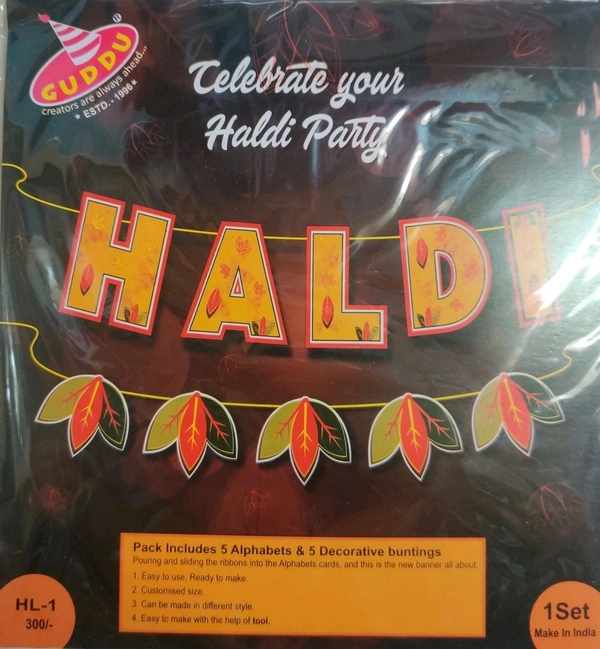 GUDDU®
creators are always ahead...
* ESTD.- 1996*
Celebrate your
Haldi Party
HALDI
Pack Includes 5 Alphabets & 5 Decorative buntings
Pouring and sliding the ribbons into the Alphabets cards, and this is the new banner ail about.
1. Easy to use, Ready to make.
2. Customised size.
3. Can be made in different style.
4. Easy to make with the help of tool.
HL-1
300/-
1Set
Make In India